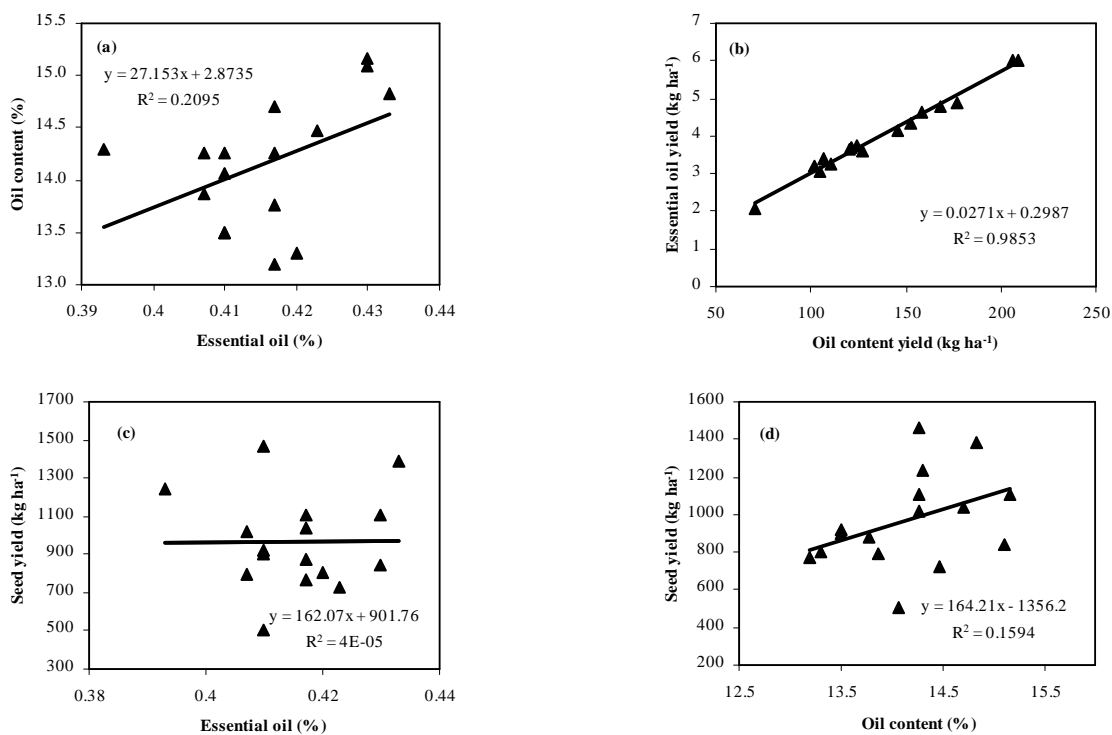 (a)
y = 27.153x + 2.8735
R² = 0.2095
15.5
15.0
14.5
14.0
13.5
13.0
0.39
0.4
0.41
0.42
0.43
0.44
Oil content (%)
Essential oil (%)
(b)
y = 0.0271x + 0.2987
R² = 0.9853
7
6
5
4
3
2
1
0
50
100
150
200
250
Essential oil yield (kg ha⁻¹)
Oil content yield (kg ha⁻¹)
(c)
y = 162.07x + 901.76
R² = 4E-05
1700
1500
1300
1100
900
700
500
300
0.38
0.4
0.42
0.44
Seed yield (kg ha⁻¹)
Essential oil (%)
(d)
y = 164.21x - 1356.2
R² = 0.1594
1600
1400
1200
1000
800
600
400
200
12.5
13.5
14.5
15.5
Seed yield (kg ha⁻¹)
Oil content (%)